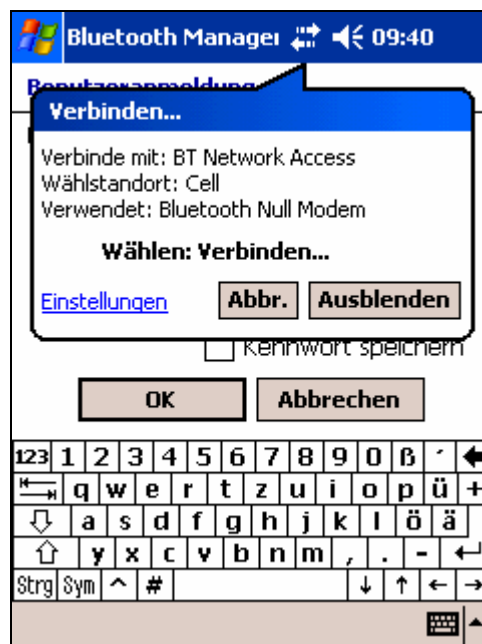 Bluetooth Manager 09:40
Benutzeranmeldung
Verbinden...
Verbinde mit: BT Network Access
Wählstandort: Cell
Verwendet: Bluetooth Null Modem
Wählen: Verbinden...
Einstellungen Abbr. Ausblenden
Kennwort speichern
OK Abbrechen
123 1 2 3 4 5 6 7 8 9 0 ß ´
q w e r t z u i o p ü +
a s d f g h j k l ö ä
y x c v b n m , . -
Strg Sym ^ # ↓ ↑ ← →